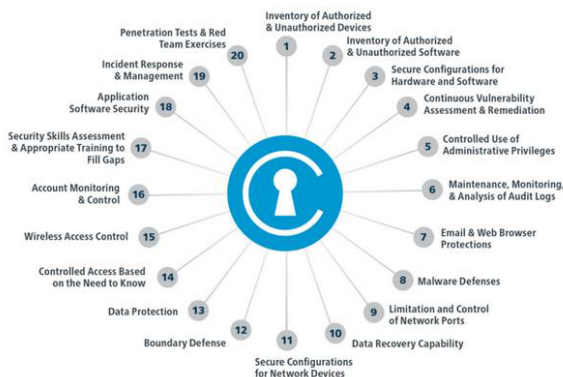 1
Inventory of Authorized
& Unauthorized Devices
2
Inventory of Authorized
& Unauthorized Software
3
Secure Configurations for
Hardware and Software
4
Continuous Vulnerability
Assessment & Remediation
5
Controlled Use of
Administrative Privileges
6
Maintenance, Monitoring,
& Analysis of Audit Logs
7
Email & Web Browser
Protections
8
Malware Defenses
9
Limitation and Control
of Network Ports
10
Data Recovery Capability
11
Secure Configurations
for Network Devices
12
Boundary Defense
13
Data Protection
14
Controlled Access Based
on the Need to Know
15
Wireless Access Control
16
Account Monitoring
& Control
17
Security Skills Assessment
& Appropriate Training to
Fill Gaps
18
Application
Software Security
19
Incident Response
& Management
20
Penetration Tests & Red
Team Exercises